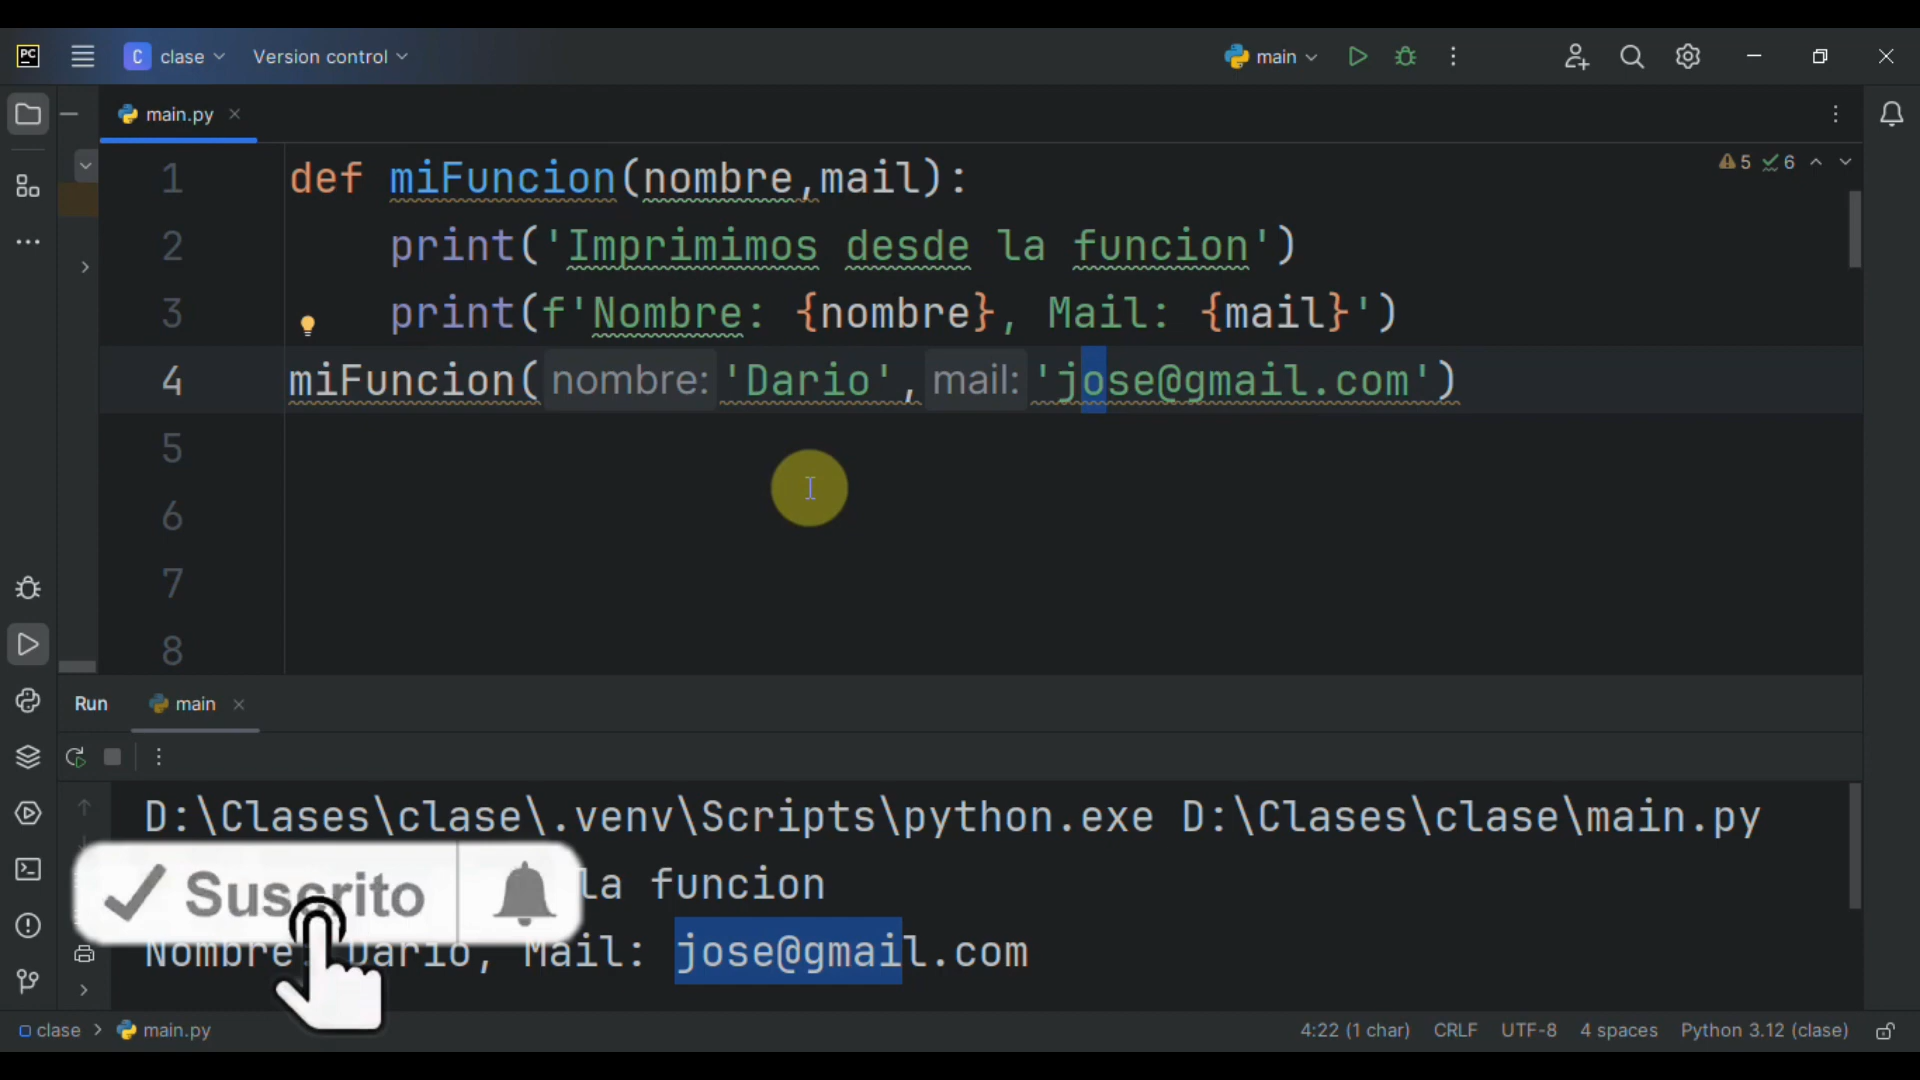 PC C clase Version control main
main.py
5 6
1 def miFuncion(nombre,mail):
2 print('Imprimimos desde la funcion')
3 print(f'Nombre: {nombre}, Mail: {mail}')
4 miFuncion( nombre: 'Dario', mail: 'jose@gmail.com')
5
6
7
8
Run main
D:\Clases\clase\.venv\Scripts\python.exe D:\Clases\clase\main.py
Suscrito
la funcion
Nombre: Dario, Mail: jose@gmail.com
clase > main.py 4:22 (1 char) CRLF UTF-8 4 spaces Python 3.12 (clase)